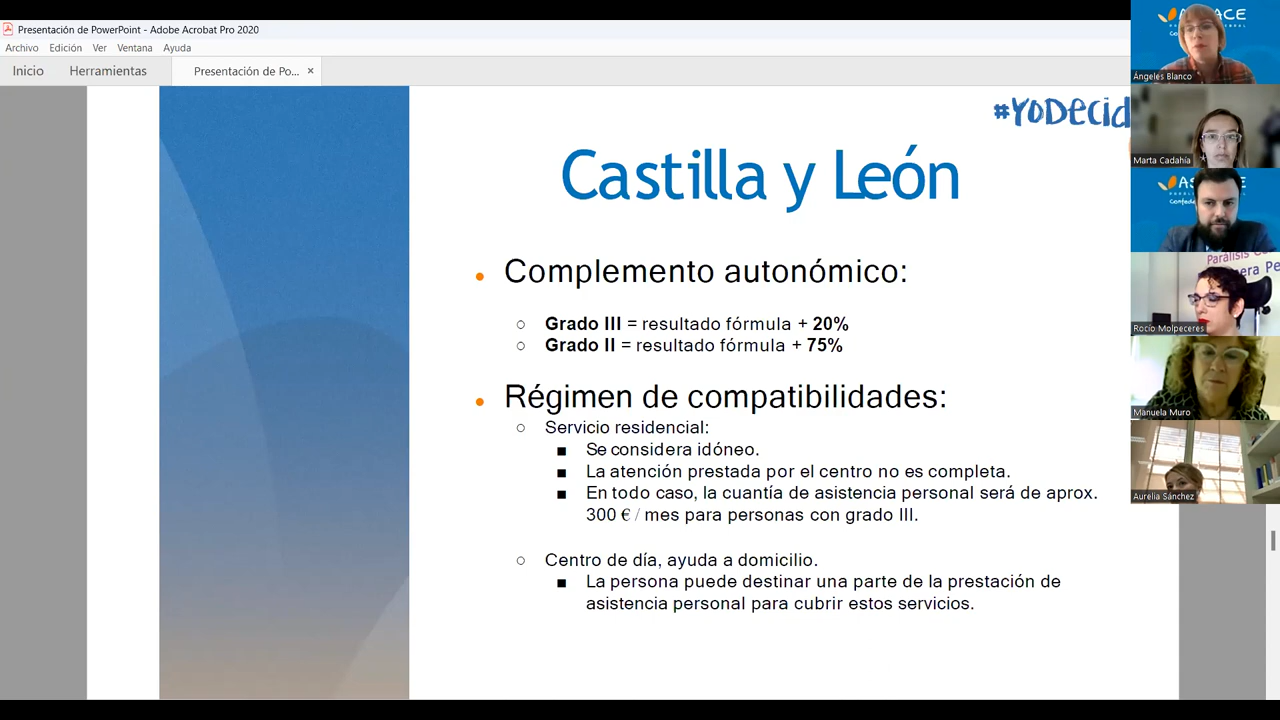 Presentación de PowerPoint - Adobe Acrobat Pro 2020
Archivo Edición Ver Ventana Ayuda
Inicio Herramientas Presentación de Po... ×
#YODecid
Castilla y León
Complemento autonómico:
Grado III = resultado fórmula + 20%
Grado II = resultado fórmula + 75%
Régimen de compatibilidades:
Servicio residencial:
Se considera idóneo.
La atención prestada por el centro no es completa.
En todo caso, la cuantía de asistencia personal será de aprox.
300 € / mes para personas con grado III.
Centro de día, ayuda a domicilio.
La persona puede destinar una parte de la prestación de
asistencia personal para cubrir estos servicios.
Ángeles Blanco
Marta Cadahía
Parálisis
Rocío Molpeceres
Manuela Muro
Aurelia Sánchez